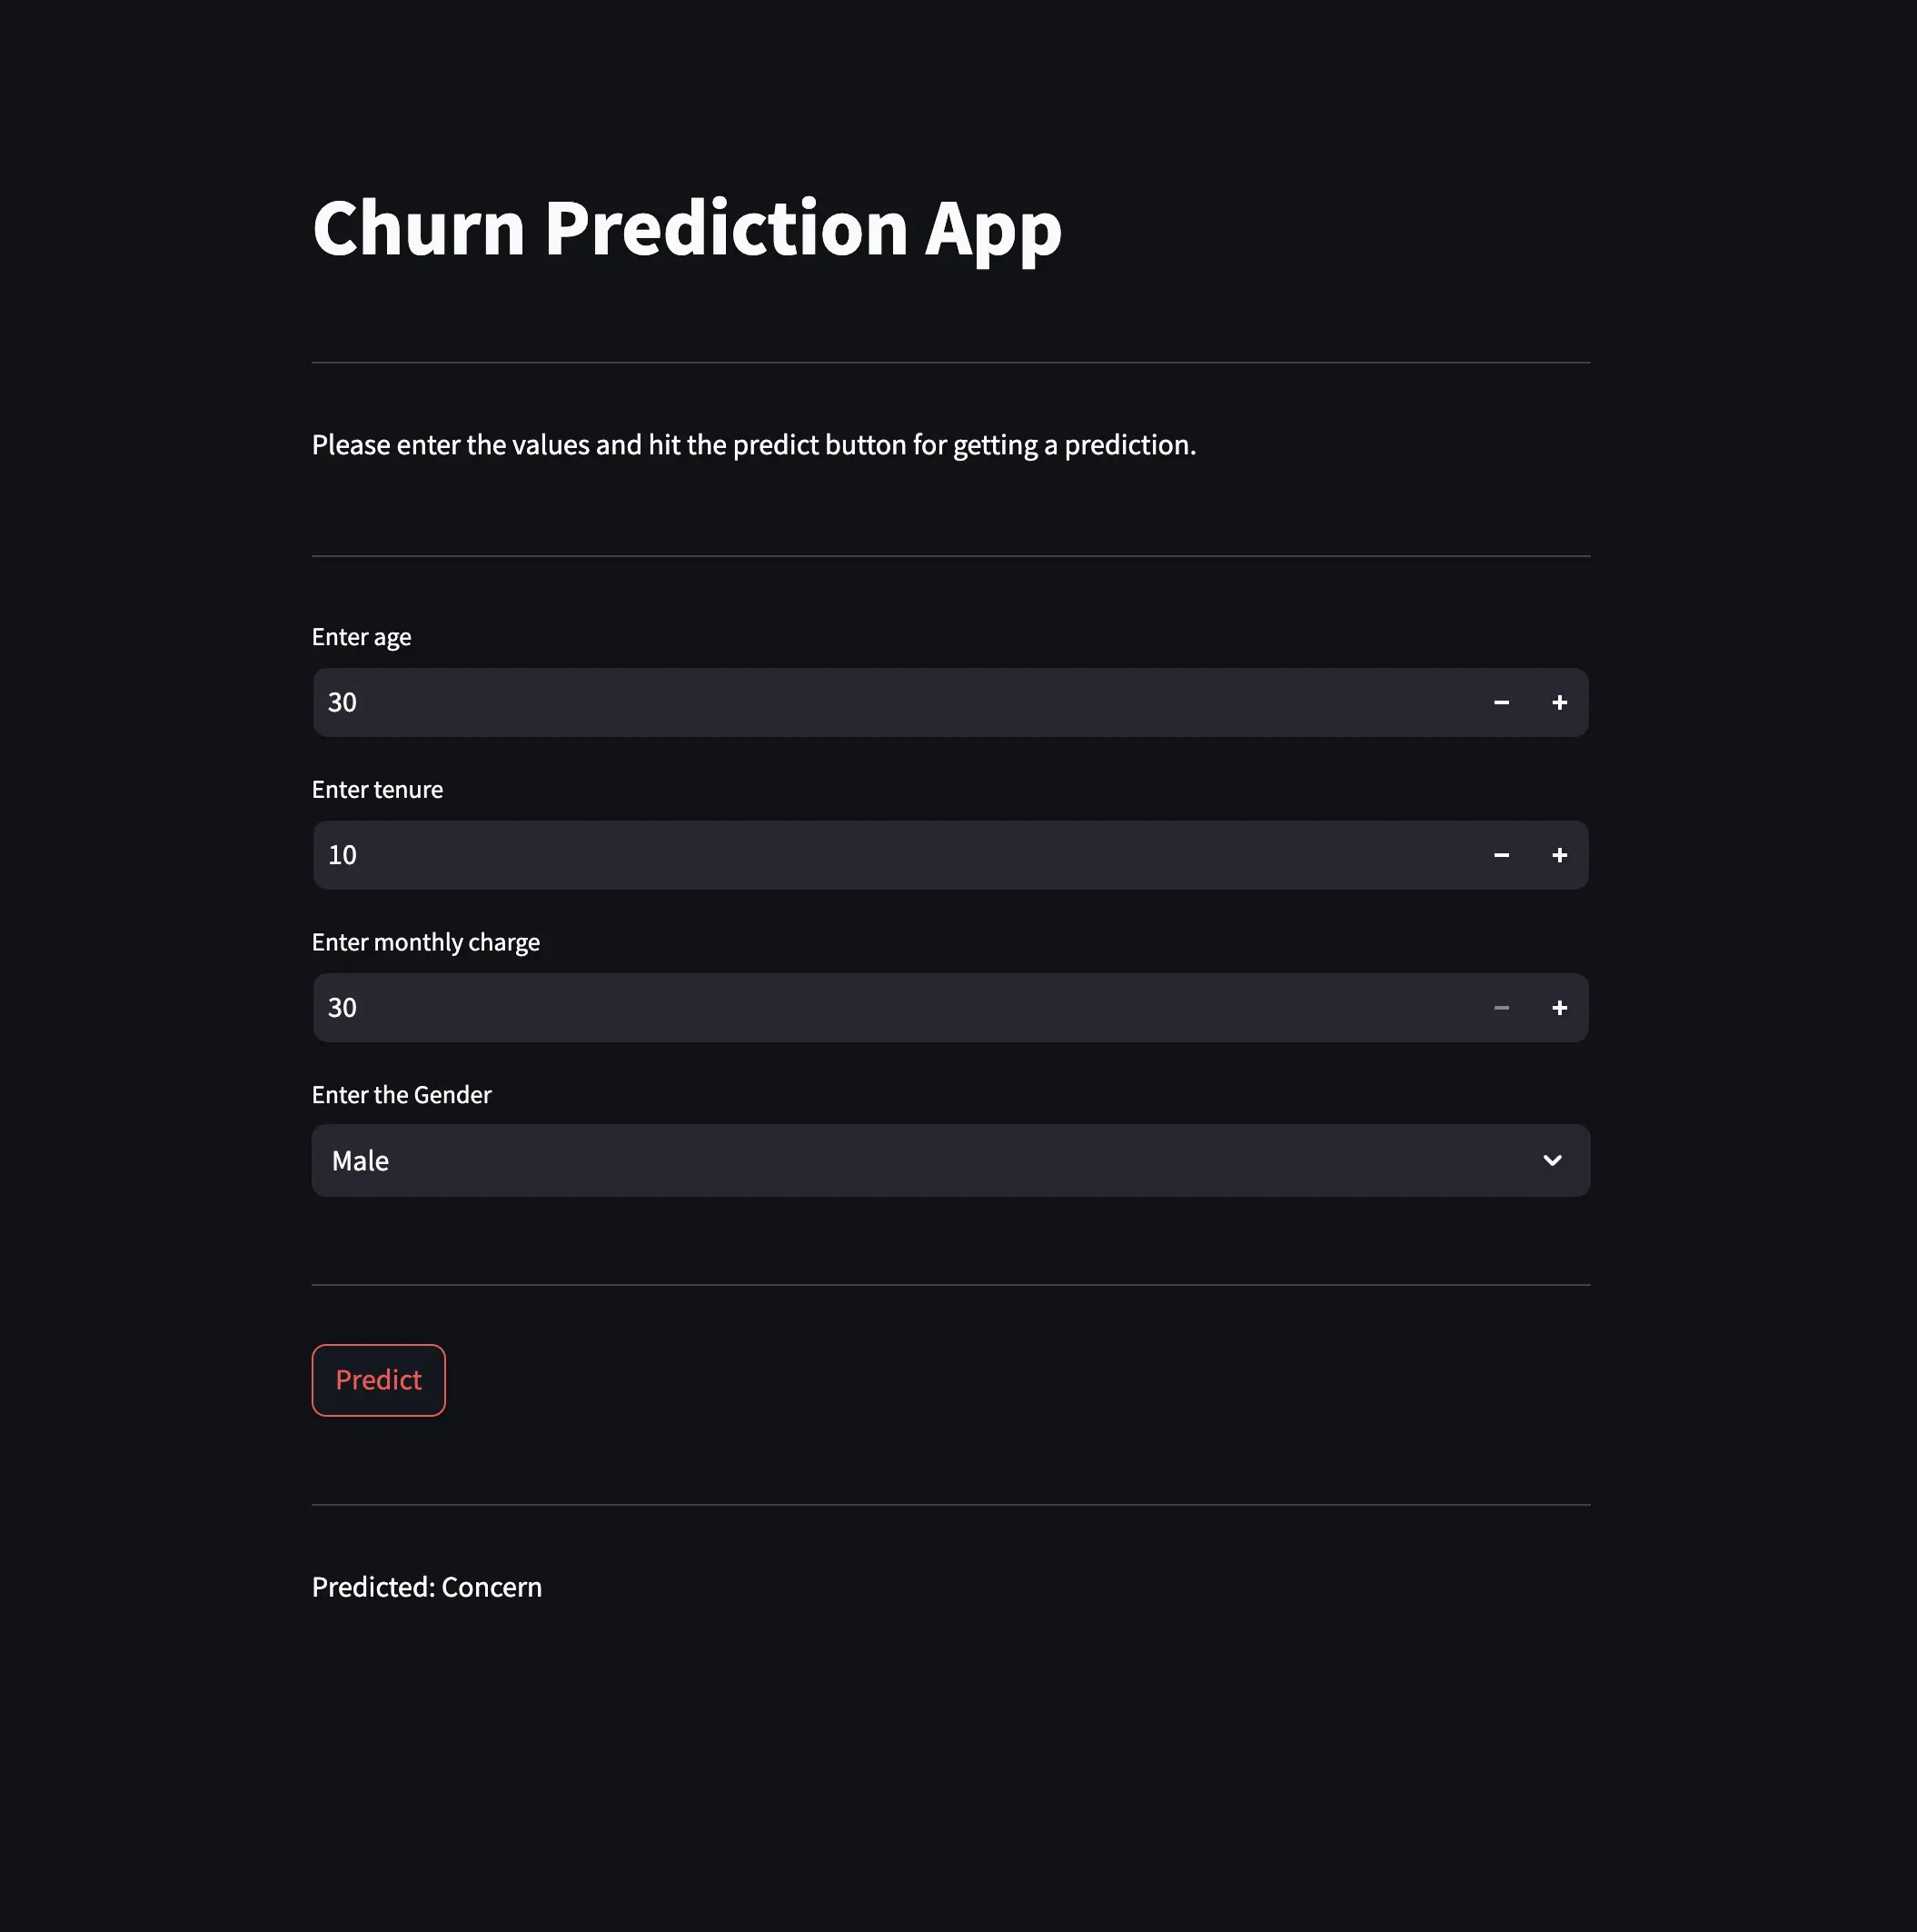 Churn Prediction App
Please enter the values and hit the predict button for getting a prediction.
Enter age
30
Enter tenure
10
Enter monthly charge
30
Enter the Gender
Male
Predict
Predicted: Concern